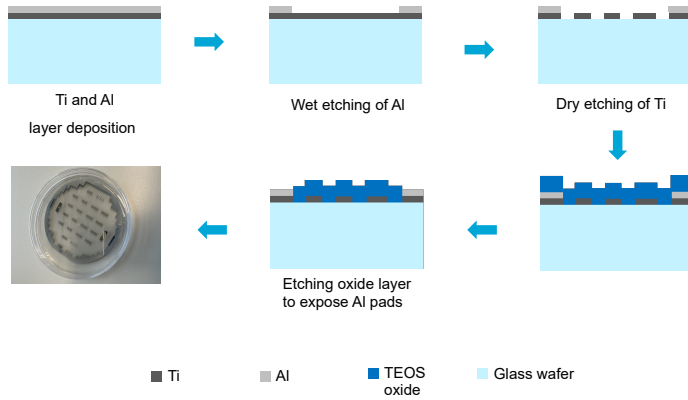 Ti and Al
layer deposition
Wet etching of Al
Dry etching of Ti
Etching oxide layer
to expose Al pads
Ti
Al
TEOS
oxide
Glass wafer